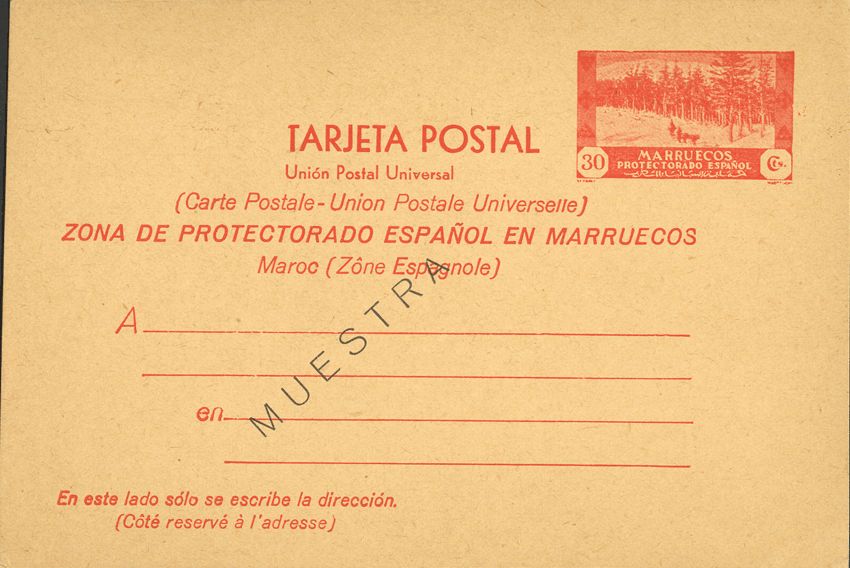 TARJETA POSTAL
Unión Postal Universal
(Carte Postale-Union Postale Universelle)
ZONA DE PROTECTORADO ESPAÑOL EN MARRUECOS
Maroc (Zône Espagnole)
30
MARRUECOS
PROTECTORADO ESPAÑOL
Cts.
A
en
MUESTRA
En este lado sólo se escribe la dirección.
(Côté reservé à l'adresse)